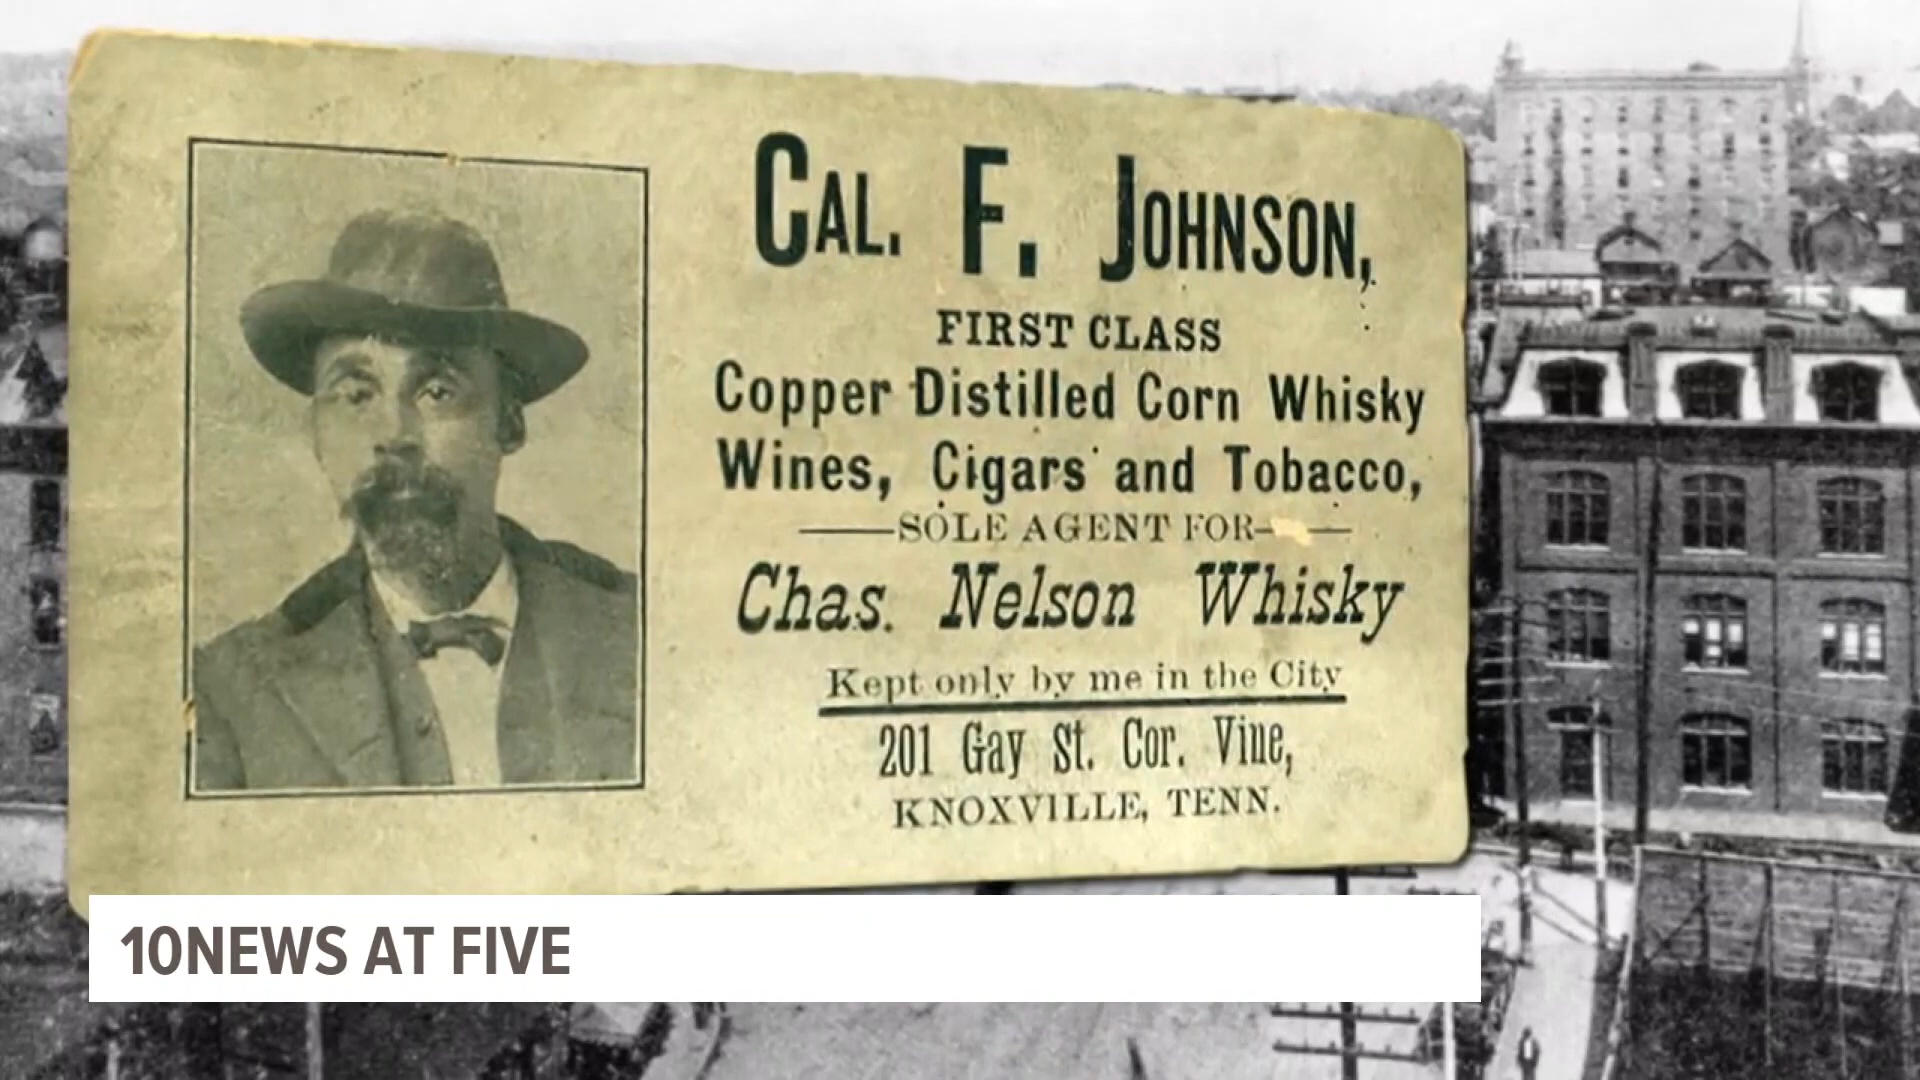 CAL. F. JOHNSON,
FIRST CLASS
Copper Distilled Corn Whisky
Wines, Cigars and Tobacco,
SOLE AGENT FOR
Chas. Nelson Whisky
Kept only by me in the City
201 Gay St. Cor. Vine,
KNOXVILLE, TENN.
10NEWS AT FIVE